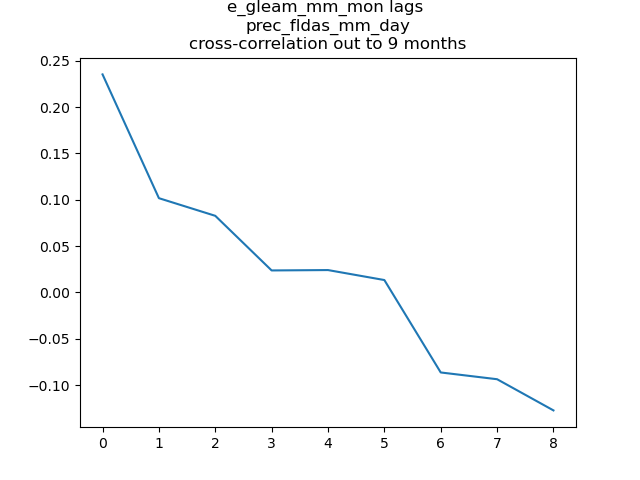 e_gleam_mm_mon lags
prec_fldas_mm_day
cross-correlation out to 9 months
0.25
0.20
0.15
0.10
0.05
0.00
−0.05
−0.10
0 1 2 3 4 5 6 7 8